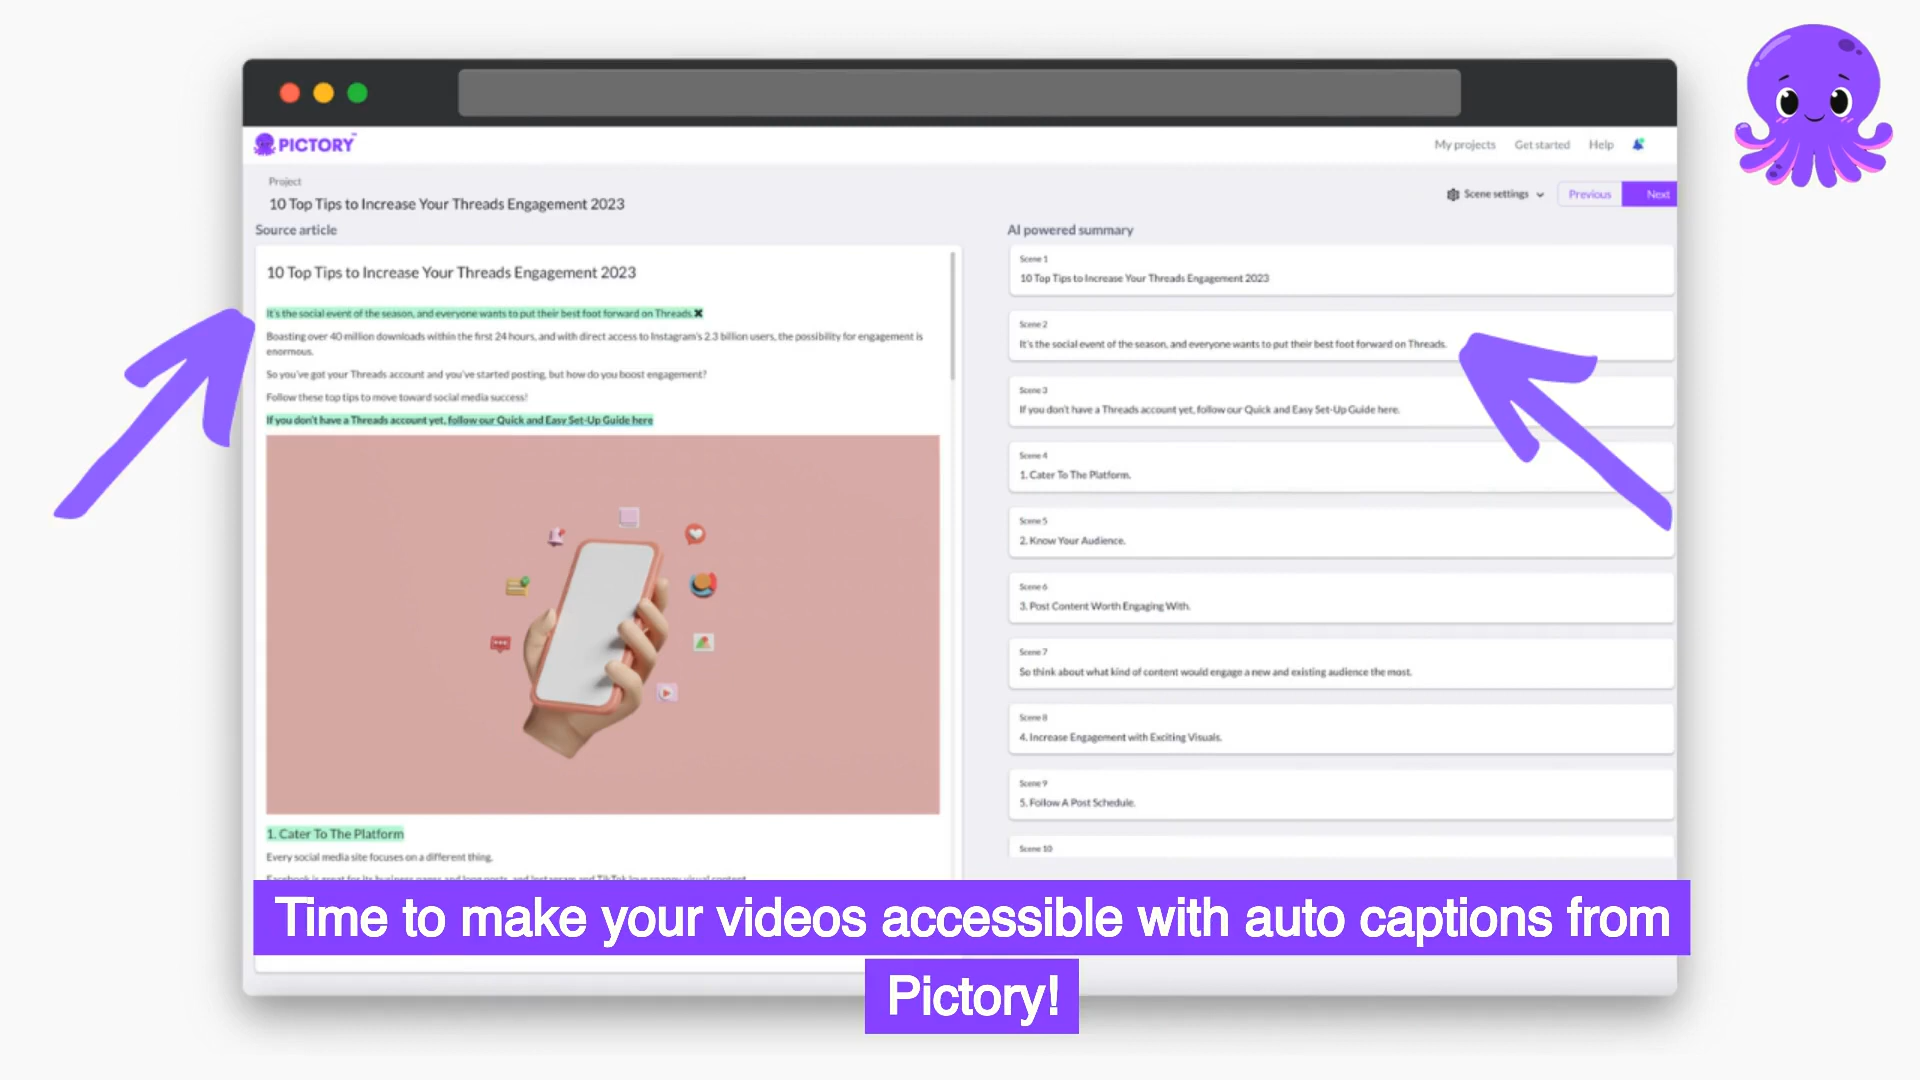 PICTORY™
My projects
Get started
Help
Project
10 Top Tips to Increase Your Threads Engagement 2023
Scene settings
Previous
Next
Source article
10 Top Tips to Increase Your Threads Engagement 2023
It's the social event of the season, and everyone wants to put their best foot forward on Threads.
Boasting over 40 million downloads within the first 24 hours, and with direct access to Instagram's 2.3 billion users, the possibility for engagement is
enormous.
So you've got your Threads account and you've started posting, but how do you boost engagement?
Follow these top tips to move toward social media success!
If you don't have a Threads account yet, follow our Quick and Easy Set-Up Guide here
1. Cater To The Platform
Every social media site focuses on a different thing.
AI powered summary
Scene 1
10 Top Tips to Increase Your Threads Engagement 2023
Scene 2
It's the social event of the season, and everyone wants to put their best foot forward on Threads.
Scene 3
If you don't have a Threads account yet, follow our Quick and Easy Set-Up Guide here.
Scene 4
1. Cater To The Platform.
Scene 5
2. Know Your Audience.
Scene 6
3. Post Content Worth Engaging With.
Scene 7
So think about what kind of content would engage a new and existing audience the most.
Scene 8
4. Increase Engagement with Exciting Visuals.
Scene 9
5. Follow A Post Schedule.
Scene 10
Time to make your videos accessible with auto captions from
Pictory!